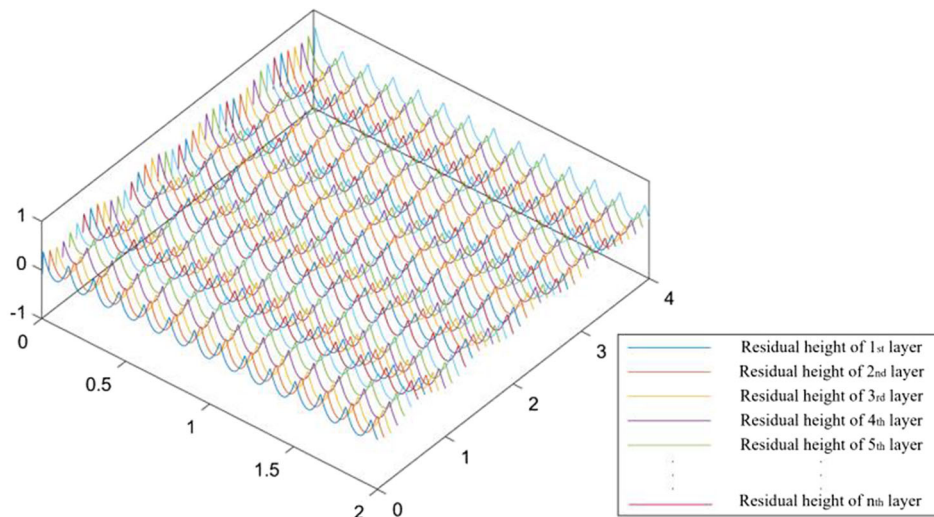 1
0
-1
0
0.5
1
1.5
2
0
1
2
3
4
Residual height of 1st layer
Residual height of 2nd layer
Residual height of 3rd layer
Residual height of 4th layer
Residual height of 5th layer
Residual height of nth layer